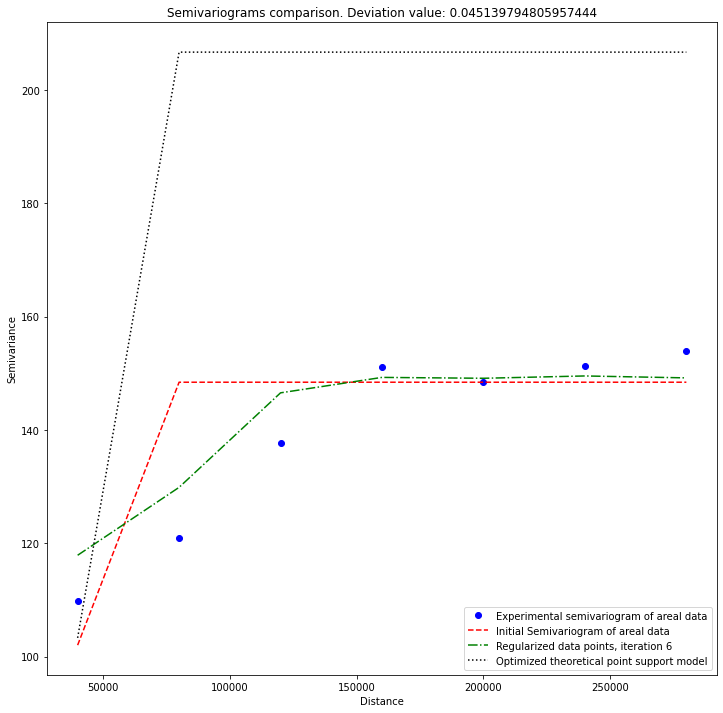 Semivariograms comparison. Deviation value: 0.045139794805957444
Semivariance
200
180
160
140
120
100
50000 100000 150000 200000 250000
Distance
Experimental semivariogram of areal data
Initial Semivariogram of areal data
Regularized data points, iteration 6
Optimized theoretical point support model